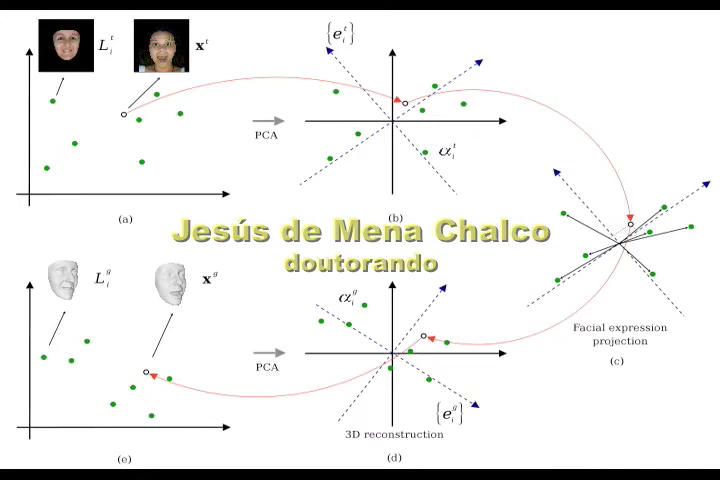 {e_i^t}
L_i^t
x^t
PCA
α_i^t
(a)
(b)
Jesús de Mena Chalco
doutorando
L_i^g
x^g
α_i^g
Facial expression
projection
(c)
PCA
{e_i^g}
3D reconstruction
(e)
(d)